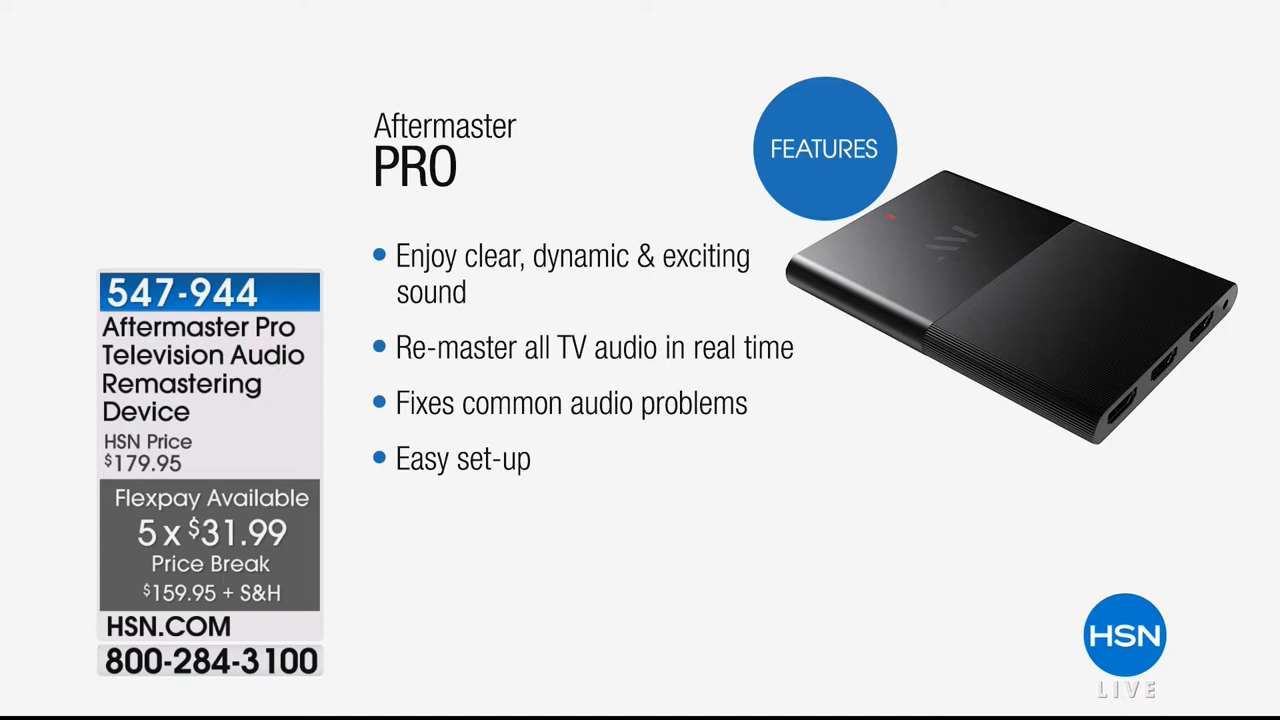 Aftermaster
PRO
FEATURES
• Enjoy clear, dynamic & exciting
sound
• Re-master all TV audio in real time
• Fixes common audio problems
• Easy set-up
547-944
Aftermaster Pro
Television Audio
Remastering
Device
HSN Price
$179.95
Flexpay Available
5 x $31.99
Price Break
$159.95 + S&H
HSN.COM
800-284-3100
HSN
LIVE